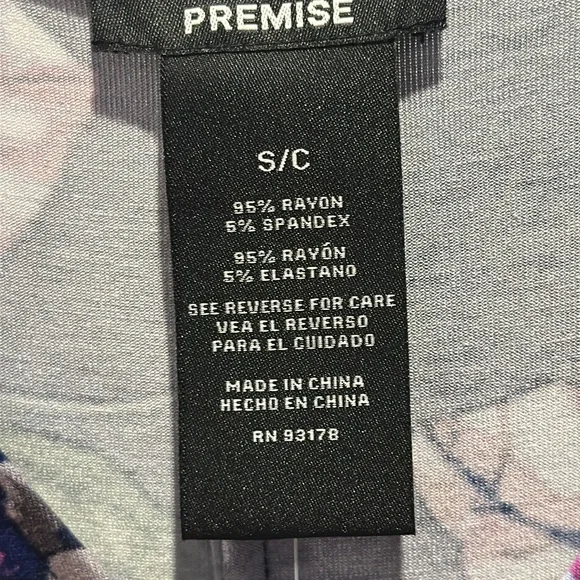 PREMISE
S/C
95% RAYON
5% SPANDEX
95% RAYÓN
5% ELASTANO
SEE REVERSE FOR CARE
VEA EL REVERSO
PARA EL CUIDADO
MADE IN CHINA
HECHO EN CHINA
RN 93178